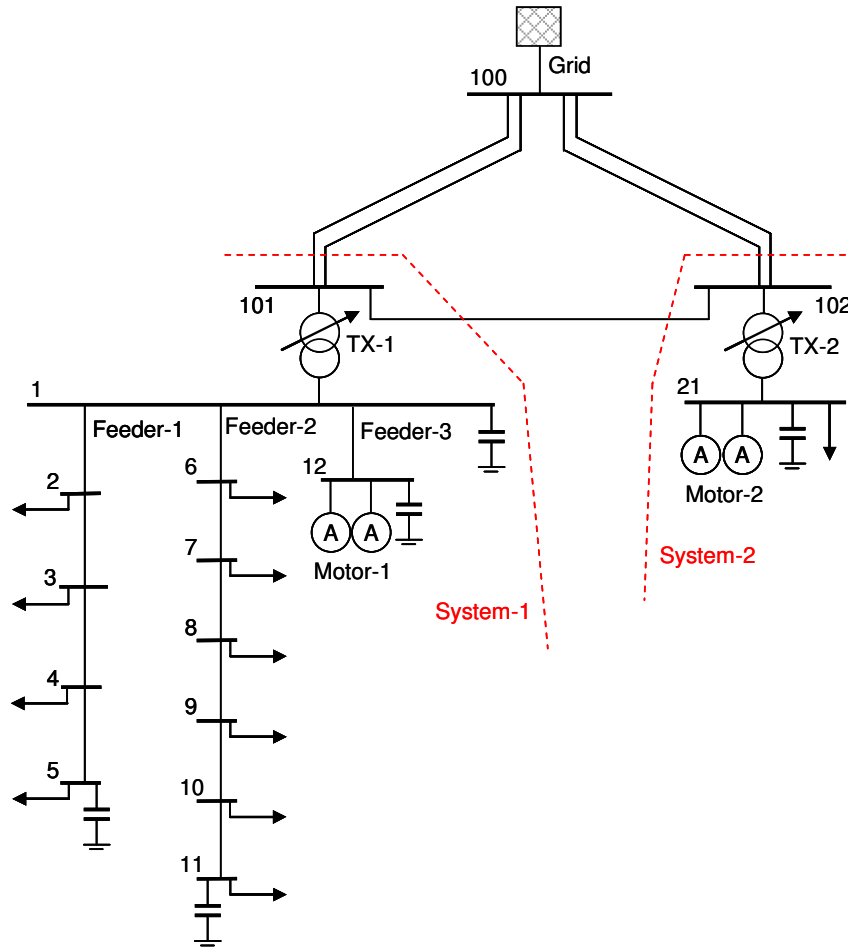 Grid
100
101
102
TX-1
TX-2
1
21
Feeder-1
Feeder-2
Feeder-3
2
6
12
A
A
A
A
Motor-2
7
Motor-1
3
System-2
System-1
8
4
9
5
10
11